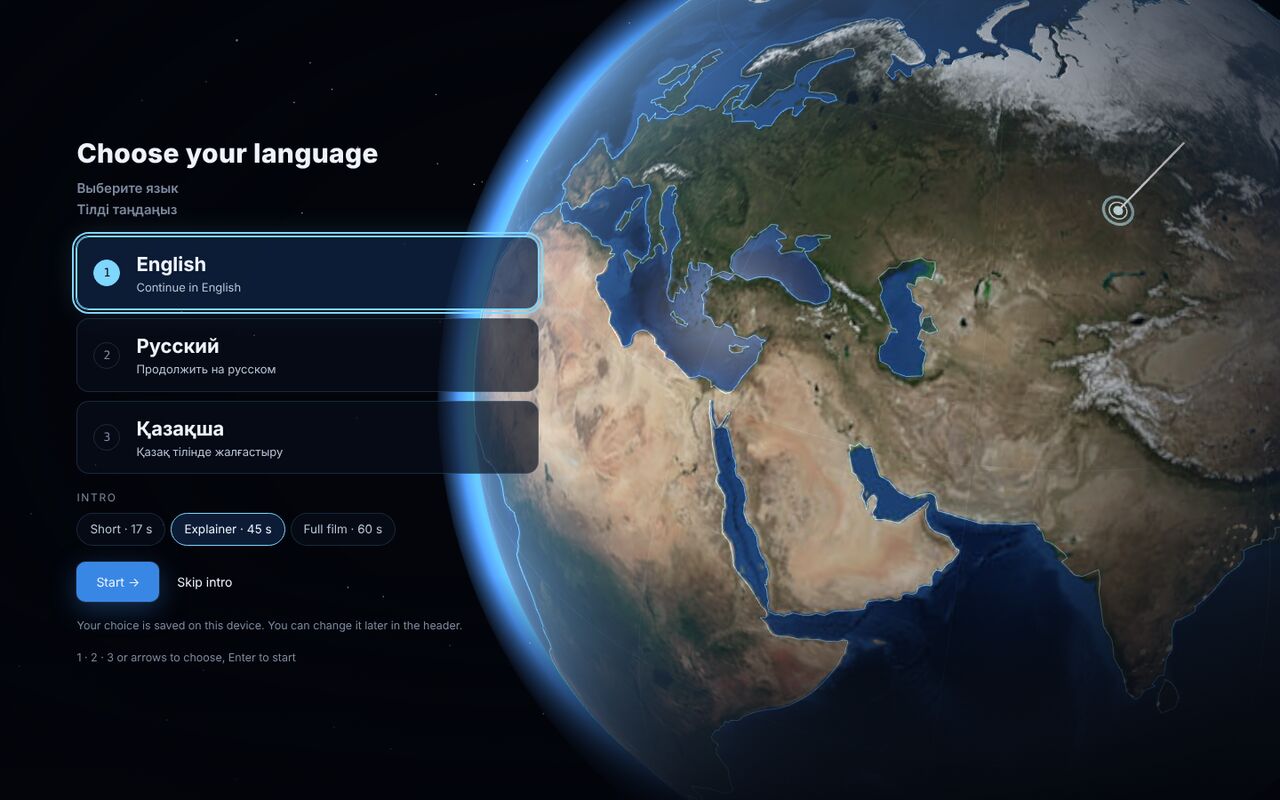 Choose your language
Выберите язык
Тілді таңдаңыз
1
English
Continue in English
2
Русский
Продолжить на русском
3
Қазақша
Қазақ тілінде жалғастыру
INTRO
Short · 17 s
Explainer · 45 s
Full film · 60 s
Start →
Skip intro
Your choice is saved on this device. You can change it later in the header.
1 · 2 · 3 or arrows to choose, Enter to start